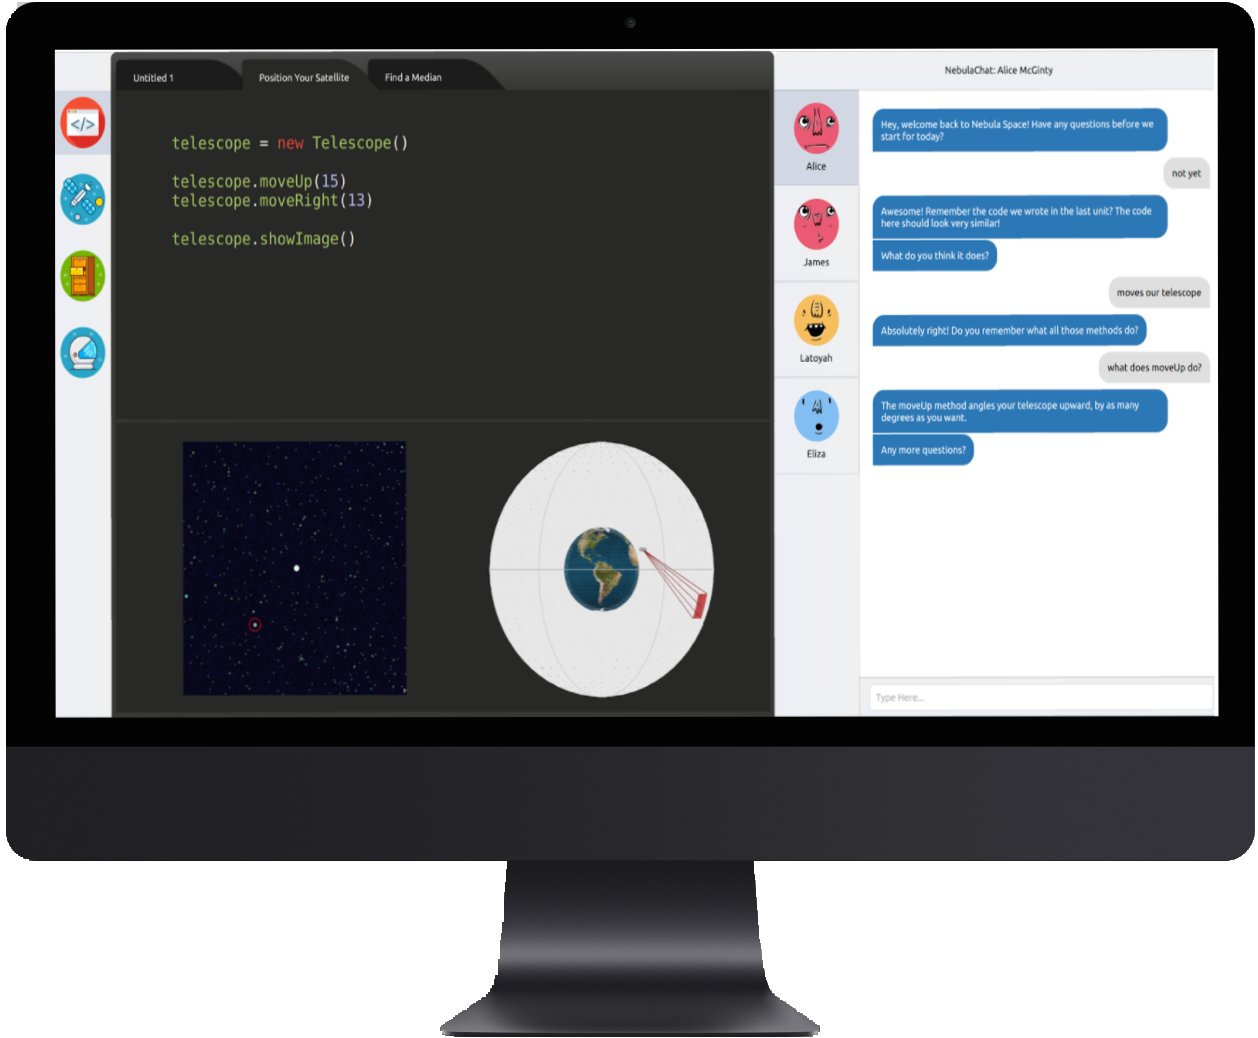 Untitled 1
Position Your Satellite
Find a Median
</>
telescope = new Telescope()
telescope.moveUp(15)
telescope.moveRight(13)
telescope.showImage()
Alice
James
Latoyah
Eliza
NebulaChat: Alice McGinty
Hey, welcome back to Nebula Space! Have any questions before we
start for today?
not yet
Awesome! Remember the code we wrote in the last unit? The code
here should look very similar!
What do you think it does?
moves our telescope
Absolutely right! Do you remember what all those methods do?
what does moveUp do?
The moveUp method angles your telescope upward, by as many
degrees as you want.
Any more questions?
Type Here...